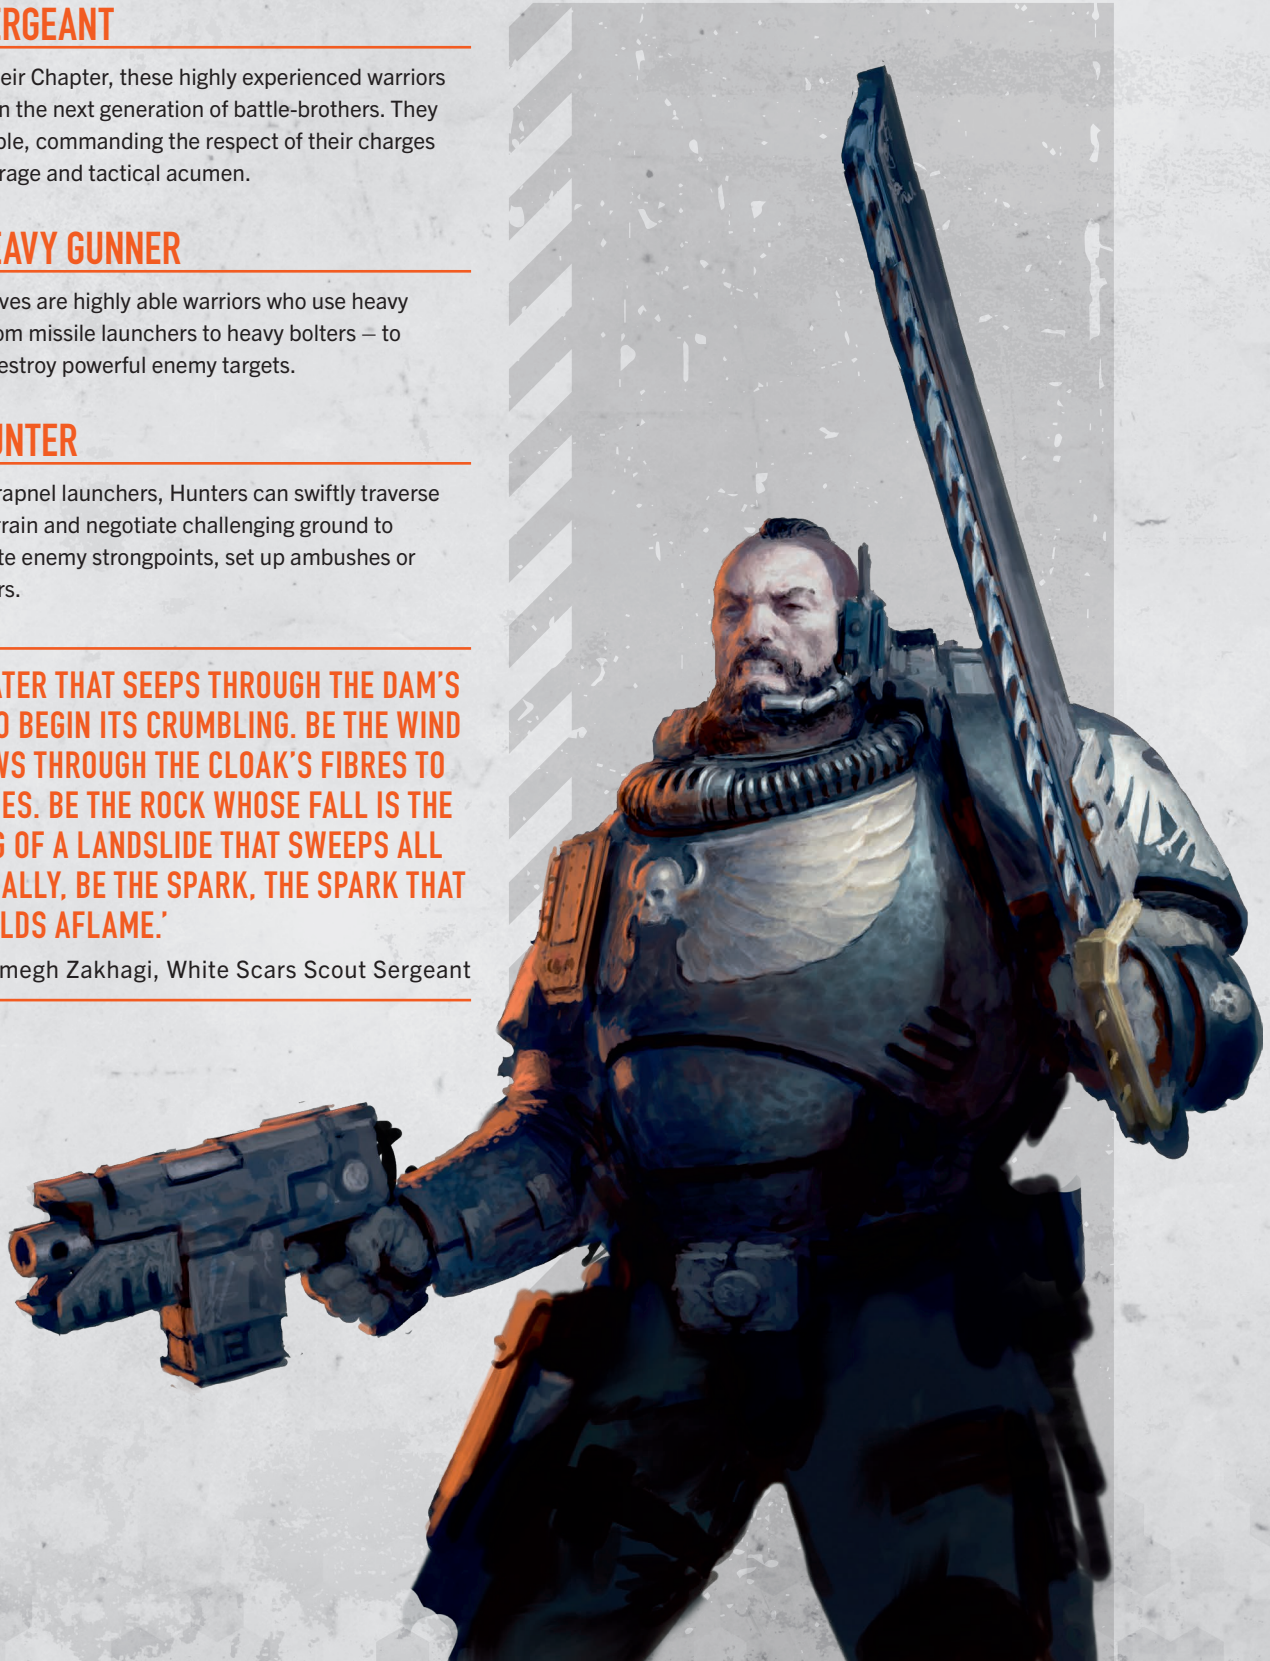 ERGEANT
eir Chapter, these highly experienced warriors
n the next generation of battle-brothers. They
ple, commanding the respect of their charges
rage and tactical acumen.
EAVY GUNNER
ves are highly able warriors who use heavy
om missile launchers to heavy bolters – to
estroy powerful enemy targets.
UNTER
rapnel launchers, Hunters can swiftly traverse
rrain and negotiate challenging ground to
te enemy strongpoints, set up ambushes or
rs.
ATER THAT SEEPS THROUGH THE DAM’S
O BEGIN ITS CRUMBLING. BE THE WIND
WS THROUGH THE CLOAK’S FIBRES TO
ES. BE THE ROCK WHOSE FALL IS THE
G OF A LANDSLIDE THAT SWEEPS ALL
ALLY, BE THE SPARK, THE SPARK THAT
LDS AFLAME.’
megh Zakhagi, White Scars Scout Sergeant